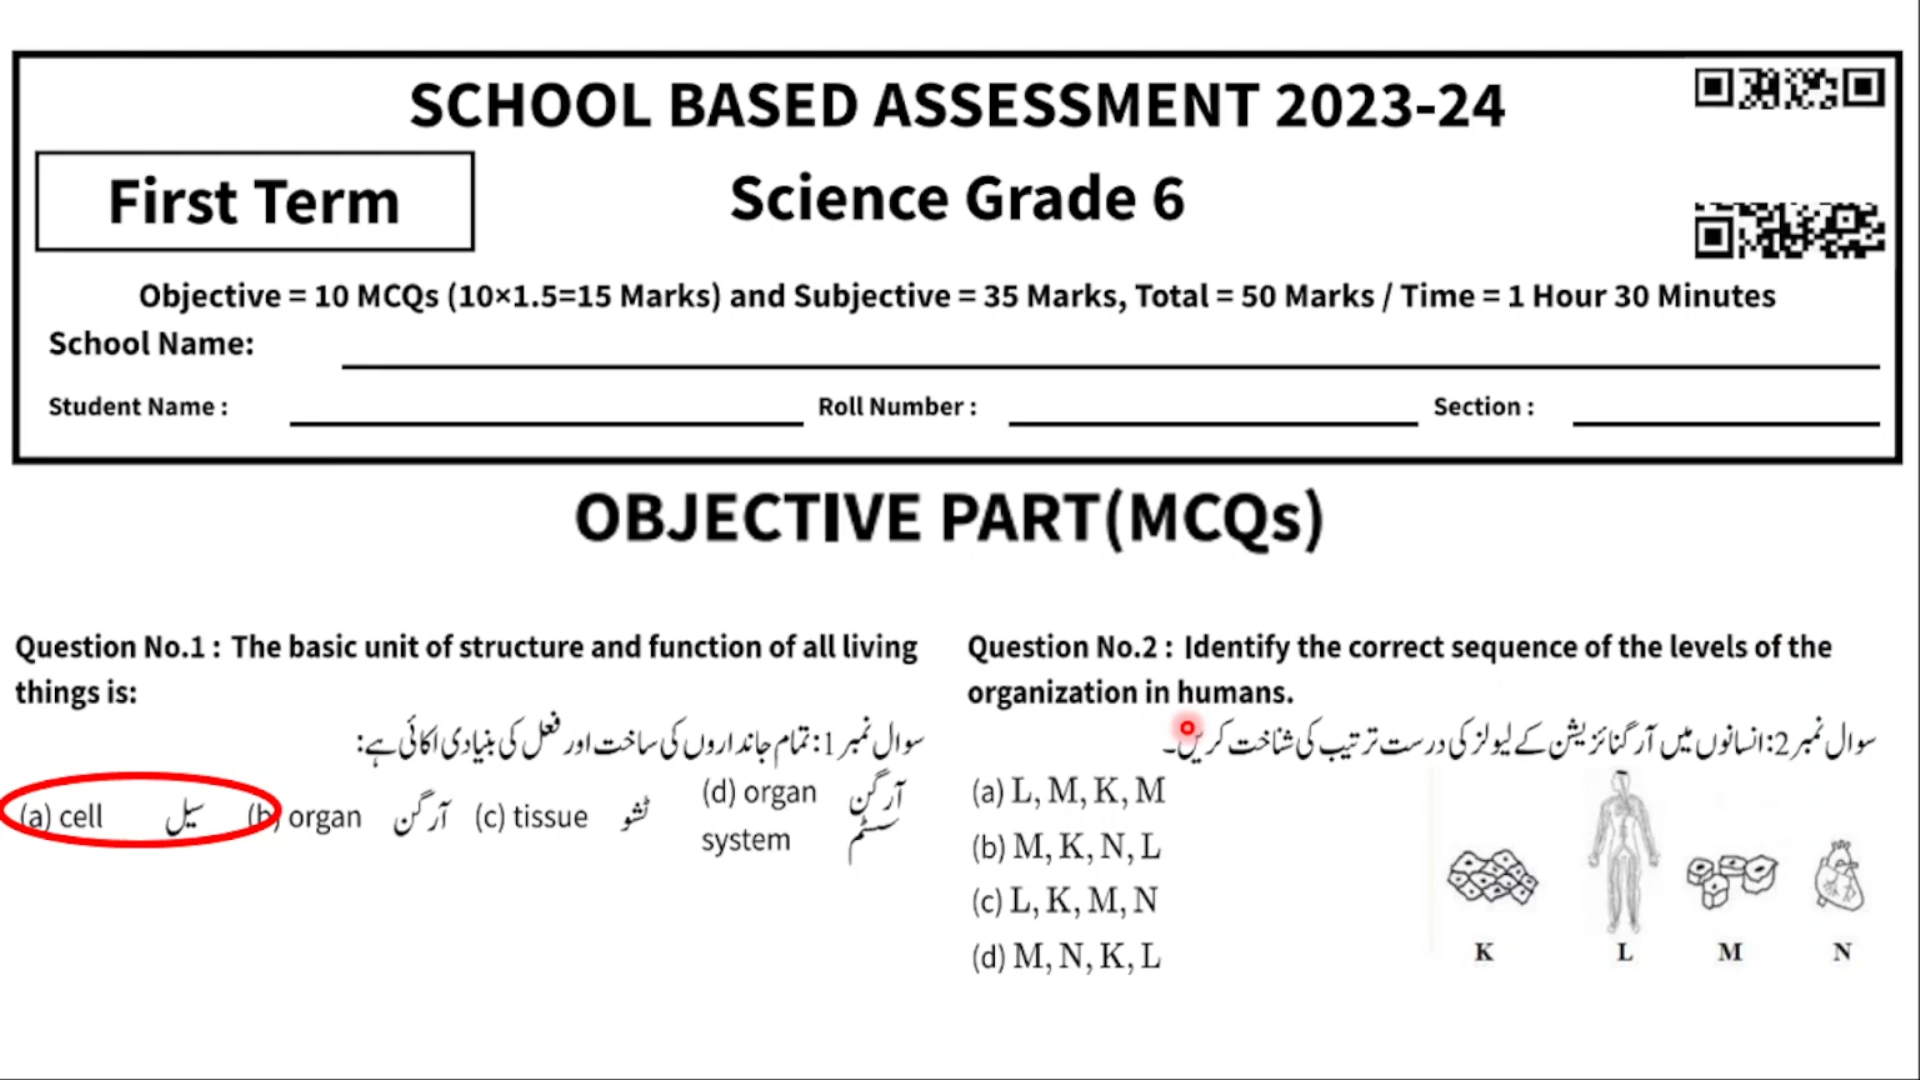 SCHOOL BASED ASSESSMENT 2023-24
First Term
Science Grade 6
Objective = 10 MCQs (10×1.5=15 Marks) and Subjective = 35 Marks, Total = 50 Marks / Time = 1 Hour 30 Minutes
School Name:
Student Name : Roll Number : Section :
OBJECTIVE PART(MCQs)
Question No.1 : The basic unit of structure and function of all living
things is:
سوال نمبر 1: تمام جانداروں کی ساخت اور فعل کی بنیادی اکائی ہے:
(a) cell سیل (b) organ آرگن (c) tissue ٹشو (d) organ system آرگن سسٹم
Question No.2 : Identify the correct sequence of the levels of the
organization in humans.
سوال نمبر 2: انسانوں میں آرگنائزیشن کے لیولز کی درست ترتیب کی شناخت کریں۔
(a) L, M, K, M
(b) M, K, N, L
(c) L, K, M, N
(d) M, N, K, L
K L M N